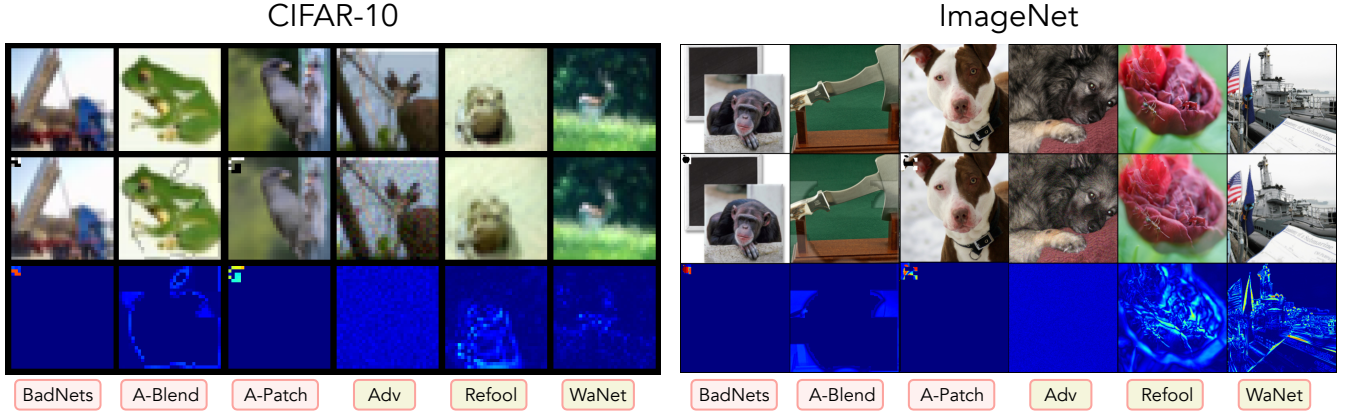 CIFAR-10
ImageNet
BadNets A-Blend A-Patch Adv Refool WaNet
BadNets A-Blend A-Patch Adv Refool WaNet